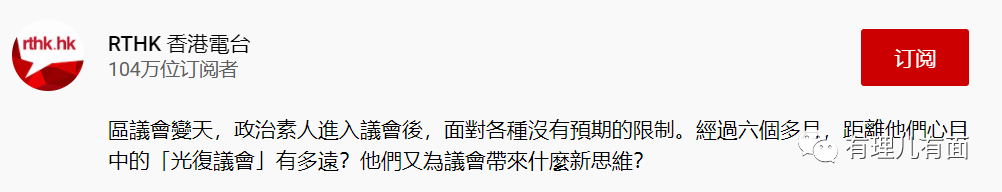 rthk.hk
RTHK 香港電台
104万位订阅者
订阅
區議會變天，政治素人進入議會後，面對各種沒有預期的限制。經過六個多月，距離他們心目
中的「光復議會」有多遠？他們又為議會帶來什麼新思維？
有理儿有面